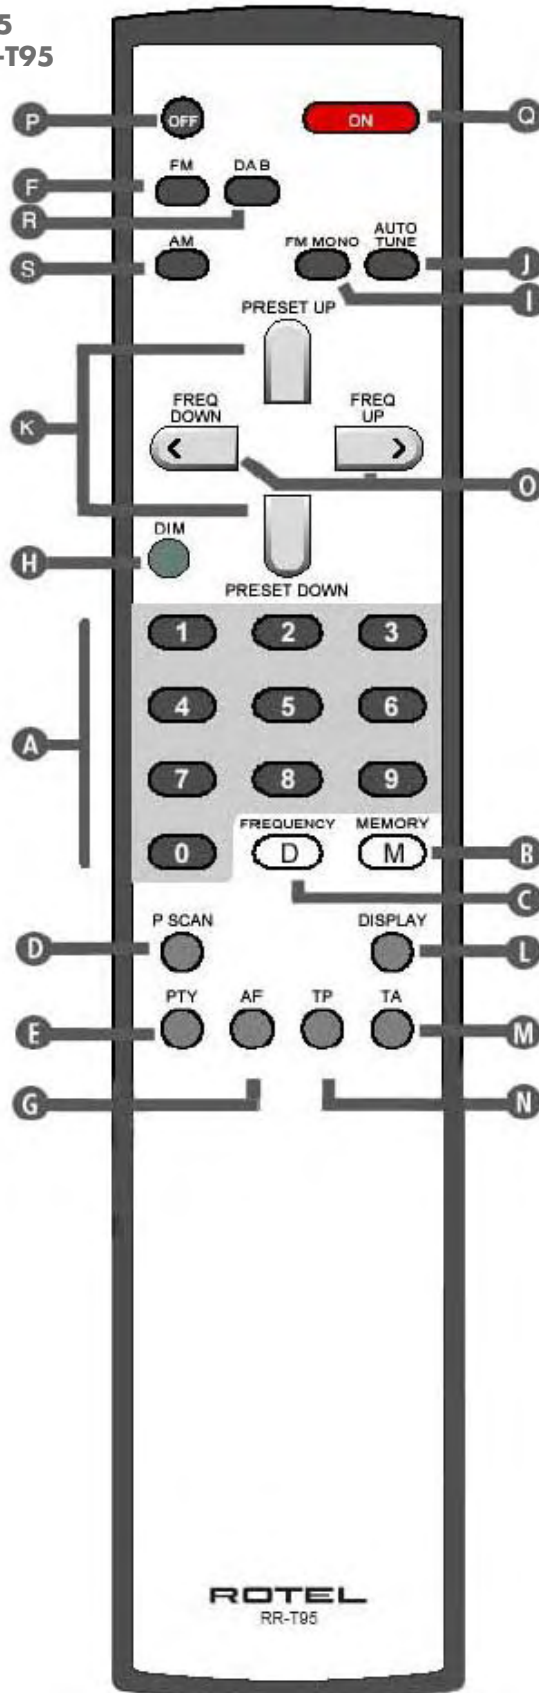 5
-T95
P
OFF
ON
Q
F
FM
DAB
R
S
AM
FM MONO
AUTO
TUNE
J
I
PRESET UP
K
FREQ
DOWN
<
FREQ
UP
>
O
H
DIM
PRESET DOWN
A
1 2 3
4 5 6
7 8 9
0
FREQUENCY
D
MEMORY
M
B
C
D
P SCAN
DISPLAY
L
E
PTY AF TP TA
M
G
N
ROTEL
RR-T95